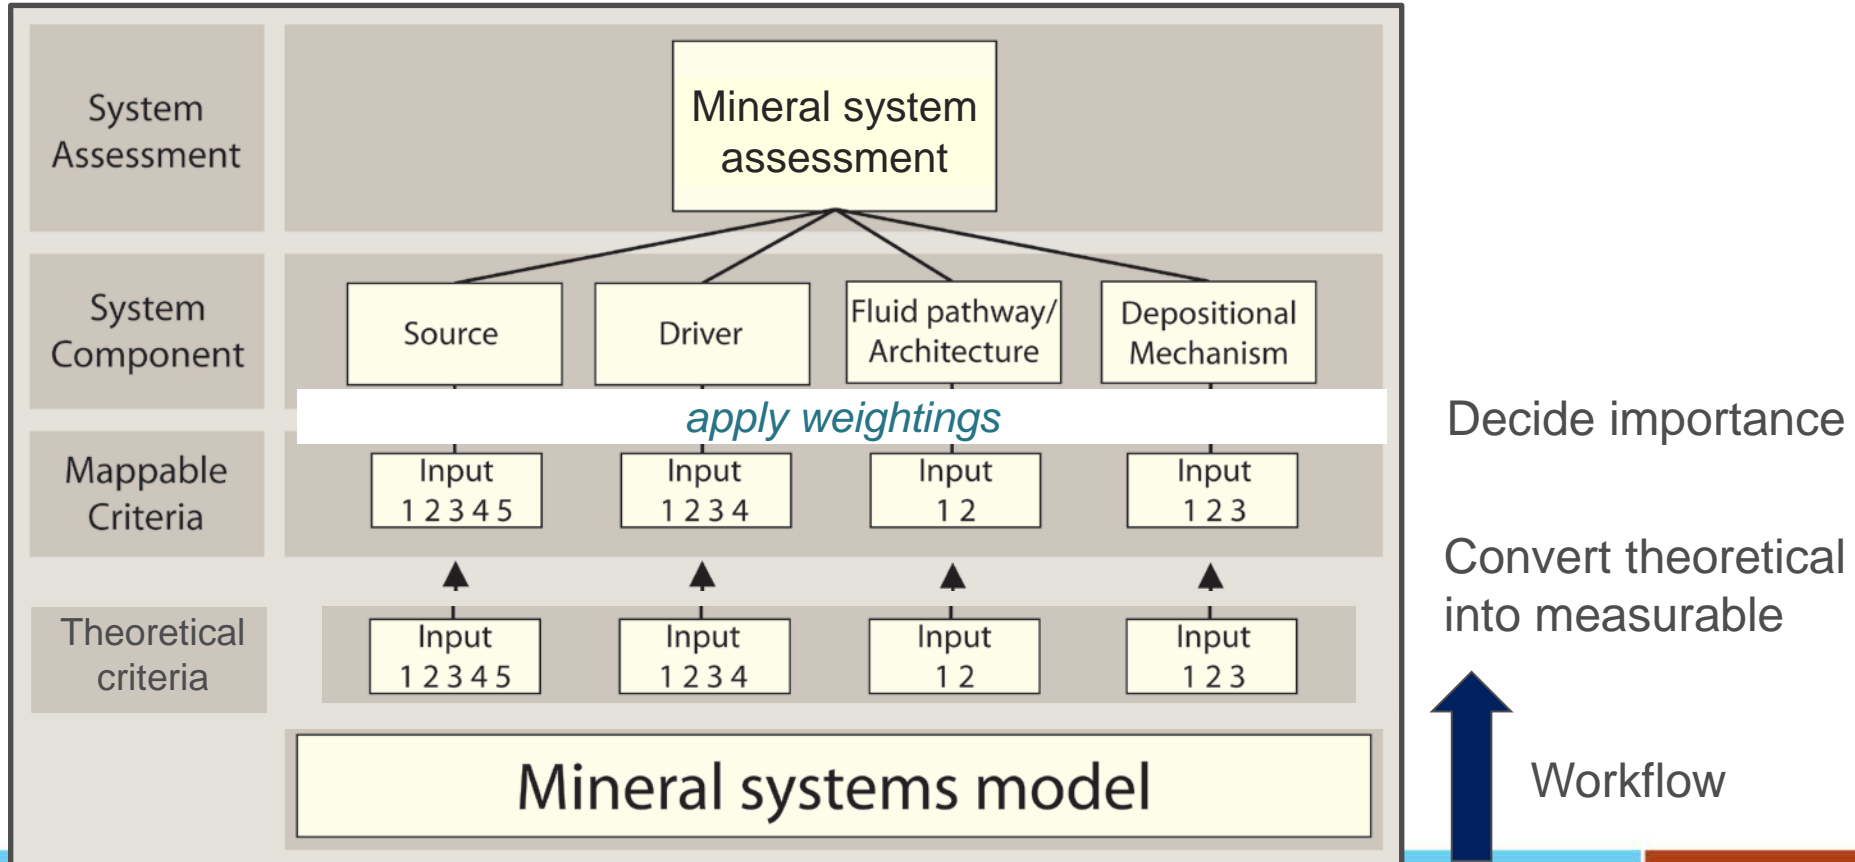 System
Assessment
Mineral system
assessment
System
Component
Source
Driver
Fluid pathway/
Architecture
Depositional
Mechanism
apply weightings
Decide importance
Mappable
Criteria
Input
1 2 3 4 5
Input
1 2 3 4
Input
1 2
Input
1 2 3
Convert theoretical
into measurable
Theoretical
criteria
Input
1 2 3 4 5
Input
1 2 3 4
Input
1 2
Input
1 2 3
Mineral systems model
Workflow